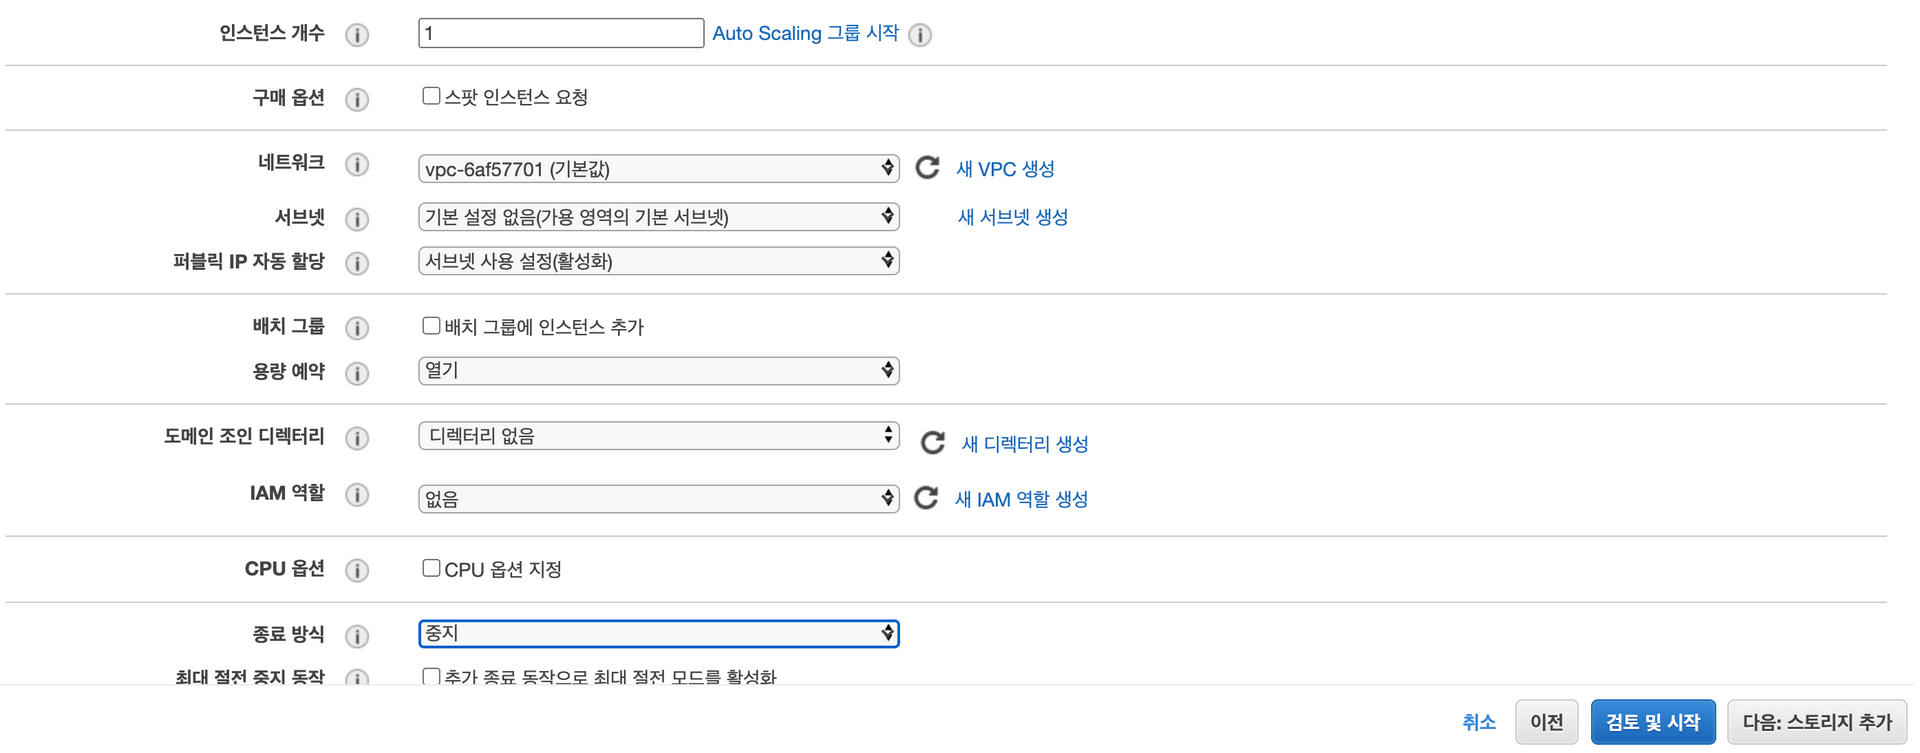 인스턴스 개수 i 1 Auto Scaling 그룹 시작 i
구매 옵션 i 스팟 인스턴스 요청
네트워크 i vpc-6af57701 (기본값) 새 VPC 생성
서브넷 i 기본 설정 없음(가용 영역의 기본 서브넷) 새 서브넷 생성
퍼블릭 IP 자동 할당 i 서브넷 사용 설정(활성화)
배치 그룹 i 배치 그룹에 인스턴스 추가
용량 예약 i 열기
도메인 조인 디렉터리 i 디렉터리 없음 새 디렉터리 생성
IAM 역할 i 없음 새 IAM 역할 생성
CPU 옵션 i CPU 옵션 지정
종료 방식 i 중지
최대 절전 중지 동작 i 추가 종료 동작으로 최대 절전 모드를 활성화
취소 이전 검토 및 시작 다음: 스토리지 추가